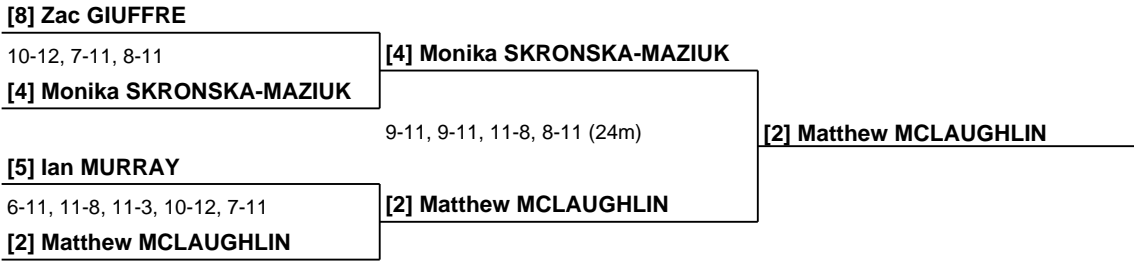 [8] Zac GIUFFRE
10-12, 7-11, 8-11
[4] Monika SKRONSKA-MAZIUK
[4] Monika SKRONSKA-MAZIUK
9-11, 9-11, 11-8, 8-11 (24m)
[2] Matthew MCLAUGHLIN
[5] Ian MURRAY
6-11, 11-8, 11-3, 10-12, 7-11
[2] Matthew MCLAUGHLIN
[2] Matthew MCLAUGHLIN